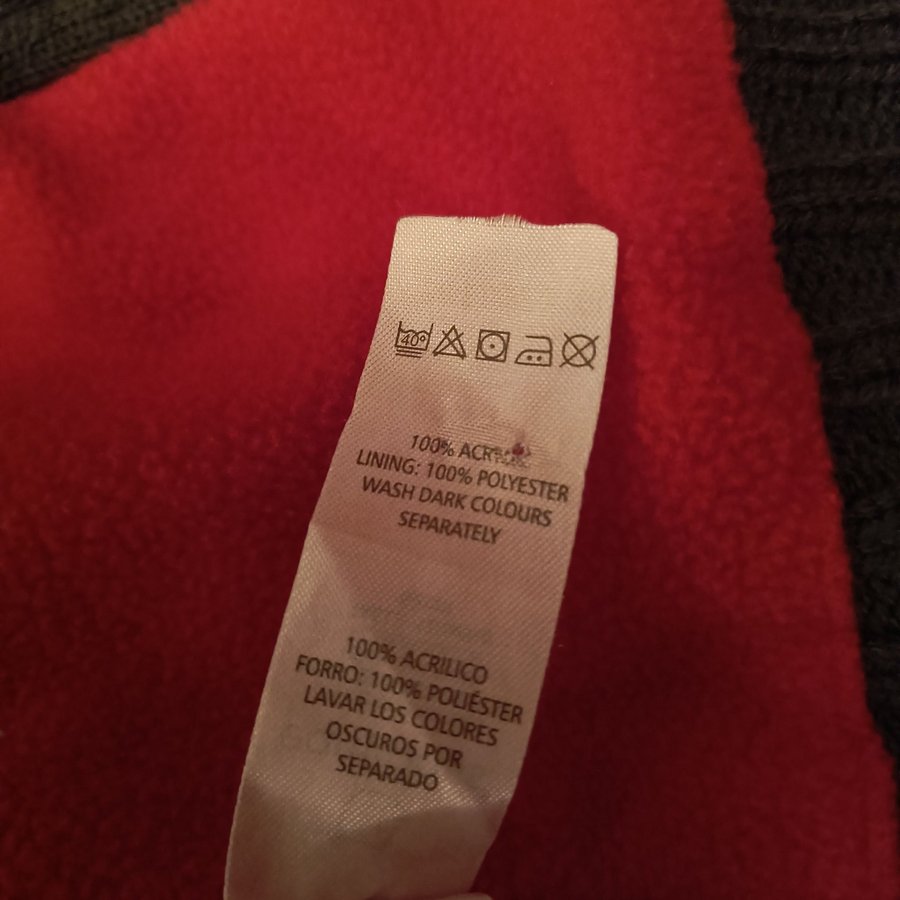 40°
100%
LINING: 100% POLYESTER
WASH DARK COLOURS
SEPARATELY
100% ACRILICO
FORRO: 100% POLIÉSTER
LAVAR LOS COLORES
OSCUROS POR
SEPARADO